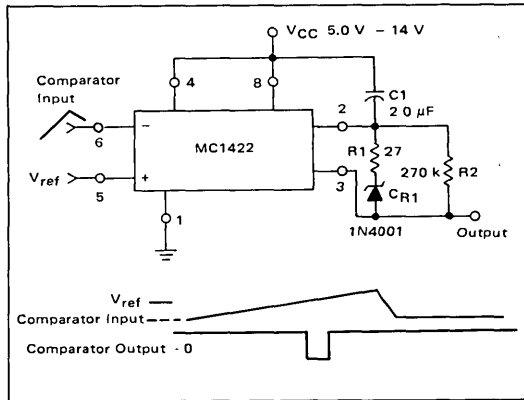 VCC 5.0 V - 14 V
Comparator
Input
4
8
C1
2 0 μF
2
6
−
MC1422
R1
27
270 k
R2
Vref
5
+
3
CR1
1
1N4001
Output
Vref
Comparator Input
Comparator Output - 0